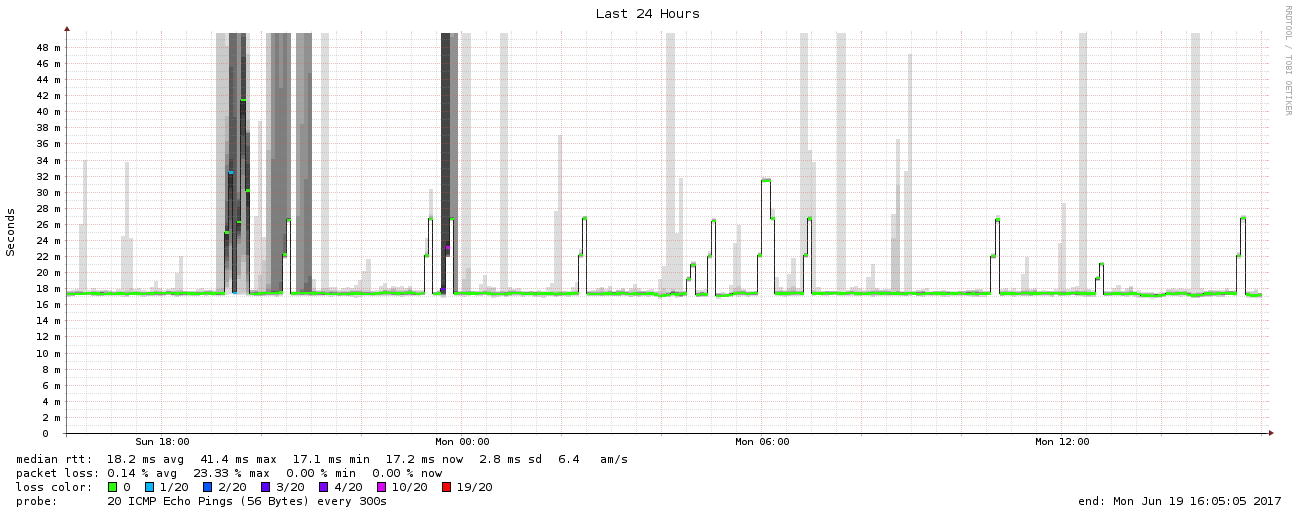 Last 24 Hours
RRDTOOL / TOBI OETIKER
Seconds
48 m
46 m
44 m
42 m
40 m
38 m
36 m
34 m
32 m
30 m
28 m
26 m
24 m
22 m
20 m
18 m
16 m
14 m
12 m
10 m
8 m
6 m
4 m
2 m
0
Sun 18:00 Mon 00:00 Mon 06:00 Mon 12:00
median rtt: 18.2 ms avg 41.4 ms max 17.1 ms min 17.2 ms now 2.8 ms sd 6.4 am/s
packet loss: 0.14 % avg 23.33 % max 0.00 % min 0.00 % now
loss color: 0 1/20 2/20 3/20 4/20 10/20 19/20
probe: 20 ICMP Echo Pings (56 Bytes) every 300s end: Mon Jun 19 16:05:05 2017